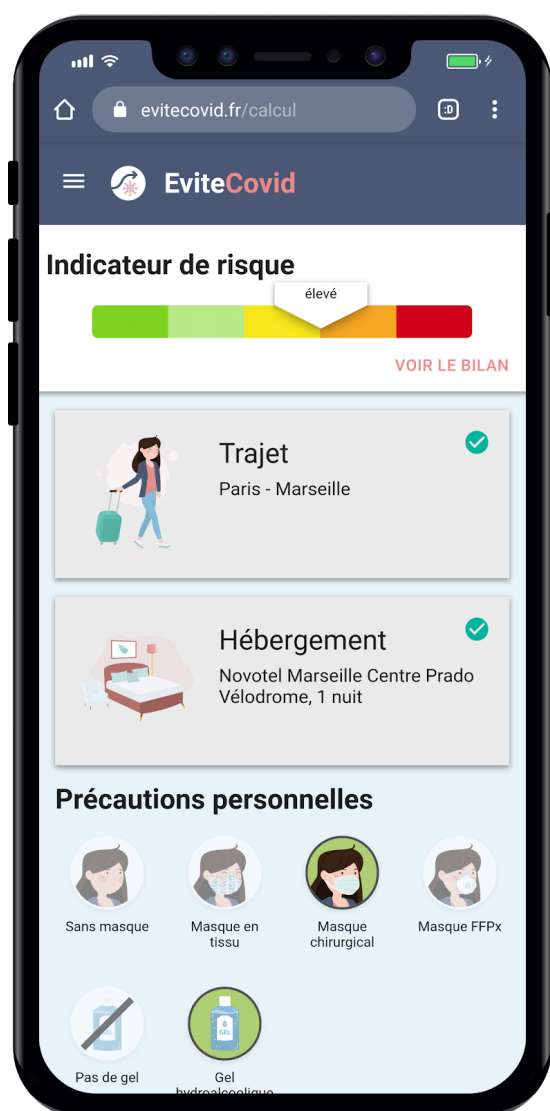 :D
evitecovid.fr/calcul
EviteCovid
Indicateur de risque
élevé
VOIR LE BILAN
Trajet
Paris - Marseille
Hébergement
Novotel Marseille Centre Prado
Vélodrome, 1 nuit
Précautions personnelles
Sans masque
Masque en
tissu
Masque
chirurgical
Masque FFPx
GEL
GEL
Pas de gel
Gel
hydroalcoolique